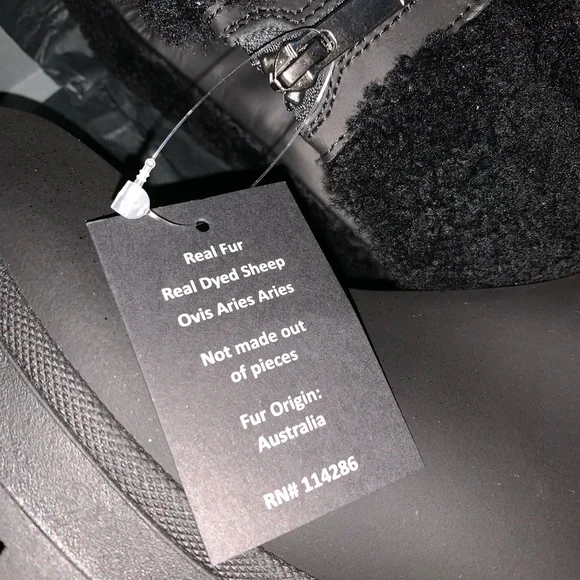 Real Fur
Real Dyed Sheep
Ovis Aries Aries
Not made out
of pieces
Fur Origin:
Australia
RN# 114286